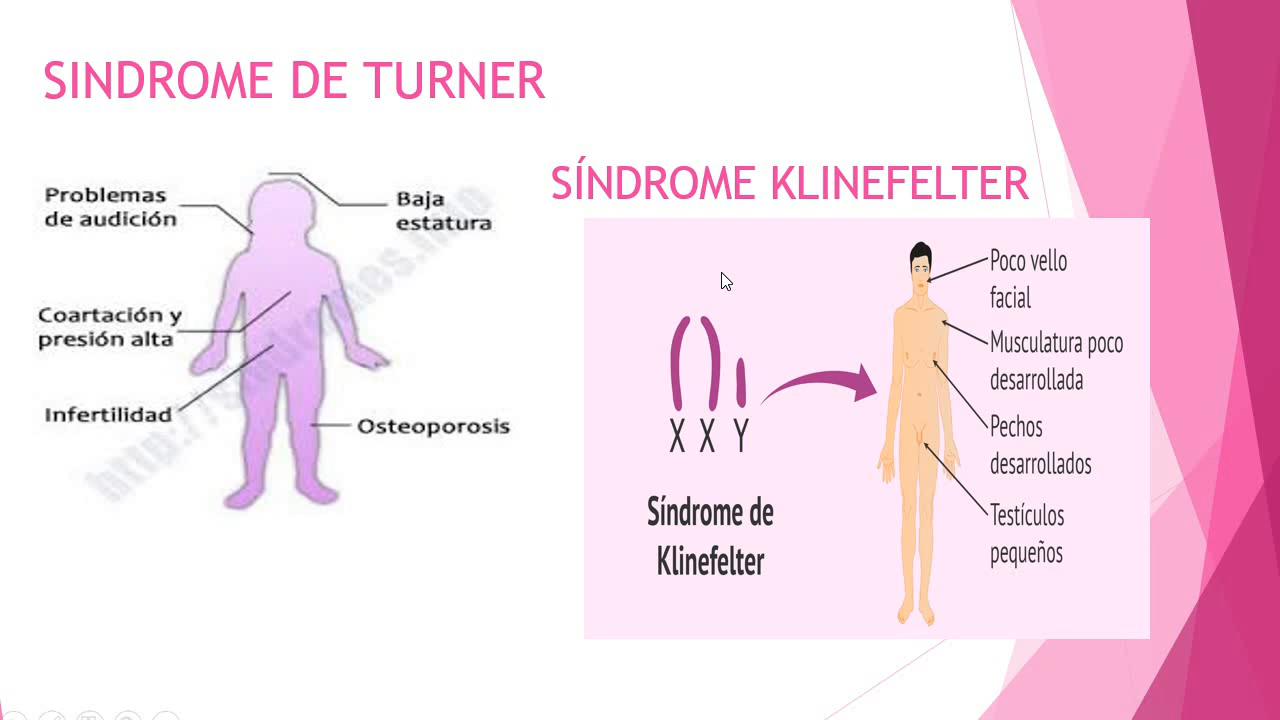 SINDROME DE TURNER
Problemas
de audición
Baja
estatura
Coartación y
presión alta
Infertilidad
Osteoporosis
SÍNDROME KLINEFELTER
X X Y
Síndrome de
Klinefelter
Poco vello
facial
Musculatura poco
desarrollada
Pechos
desarrollados
Testículos
pequeños